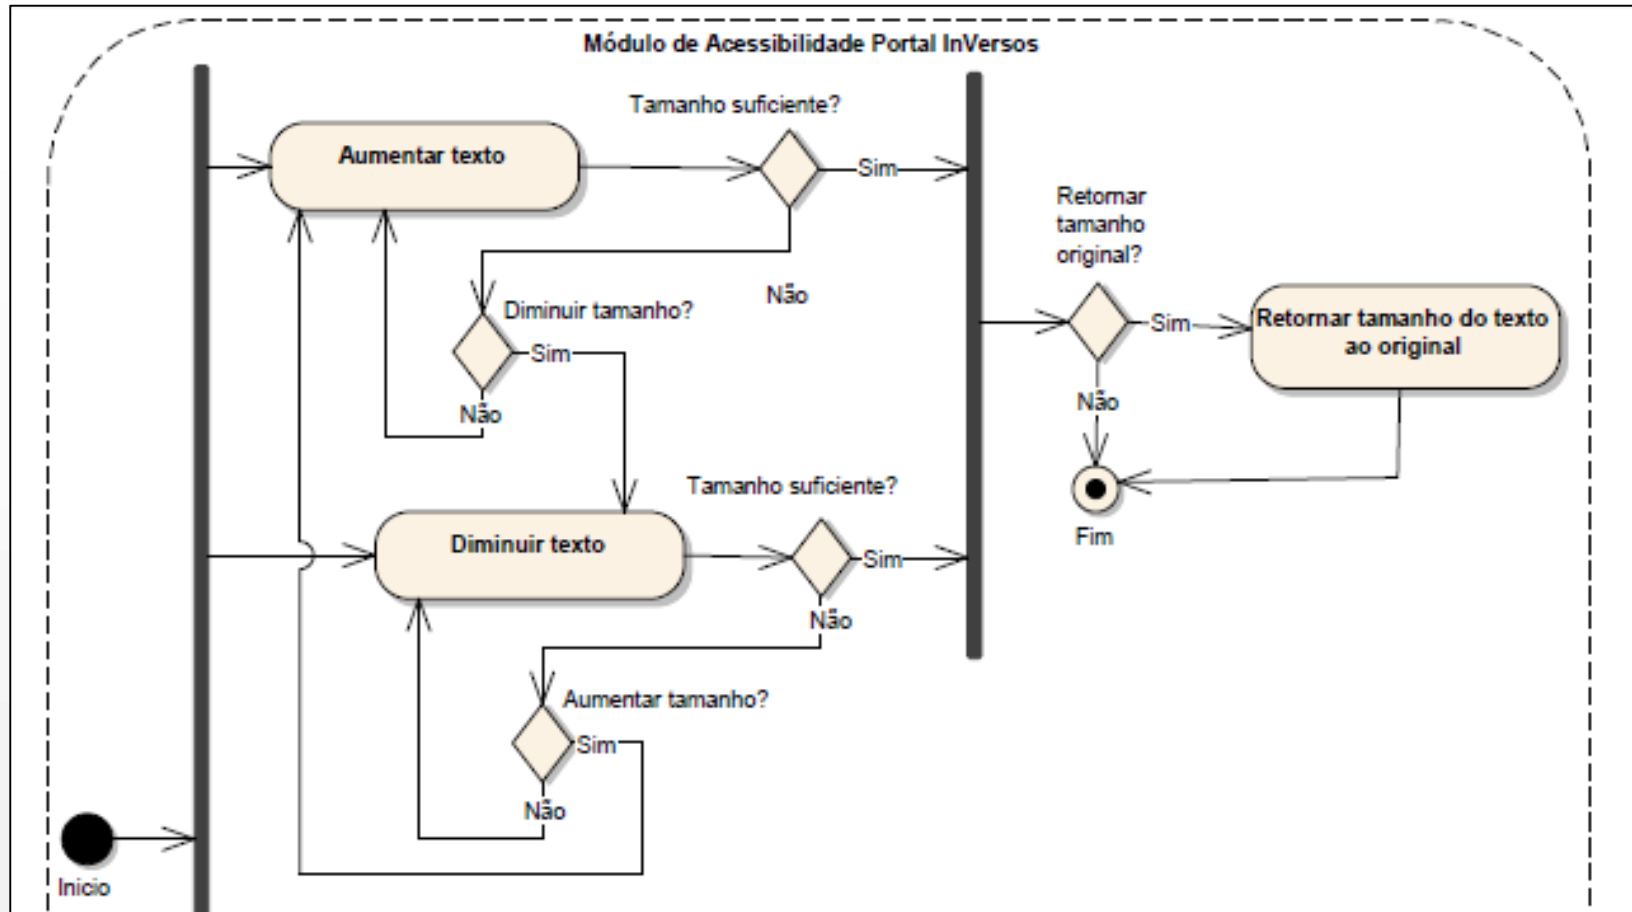 Módulo de Acessibilidade Portal InVersos
Tamanho suficiente?
Aumentar texto
Sim
Retornar
tamanho
original?
Não
Diminuir tamanho?
Sim
Não
Sim
Retornar tamanho do texto
ao original
Não
Tamanho suficiente?
Diminuir texto
Sim
Fim
Não
Aumentar tamanho?
Sim
Não
Inicio